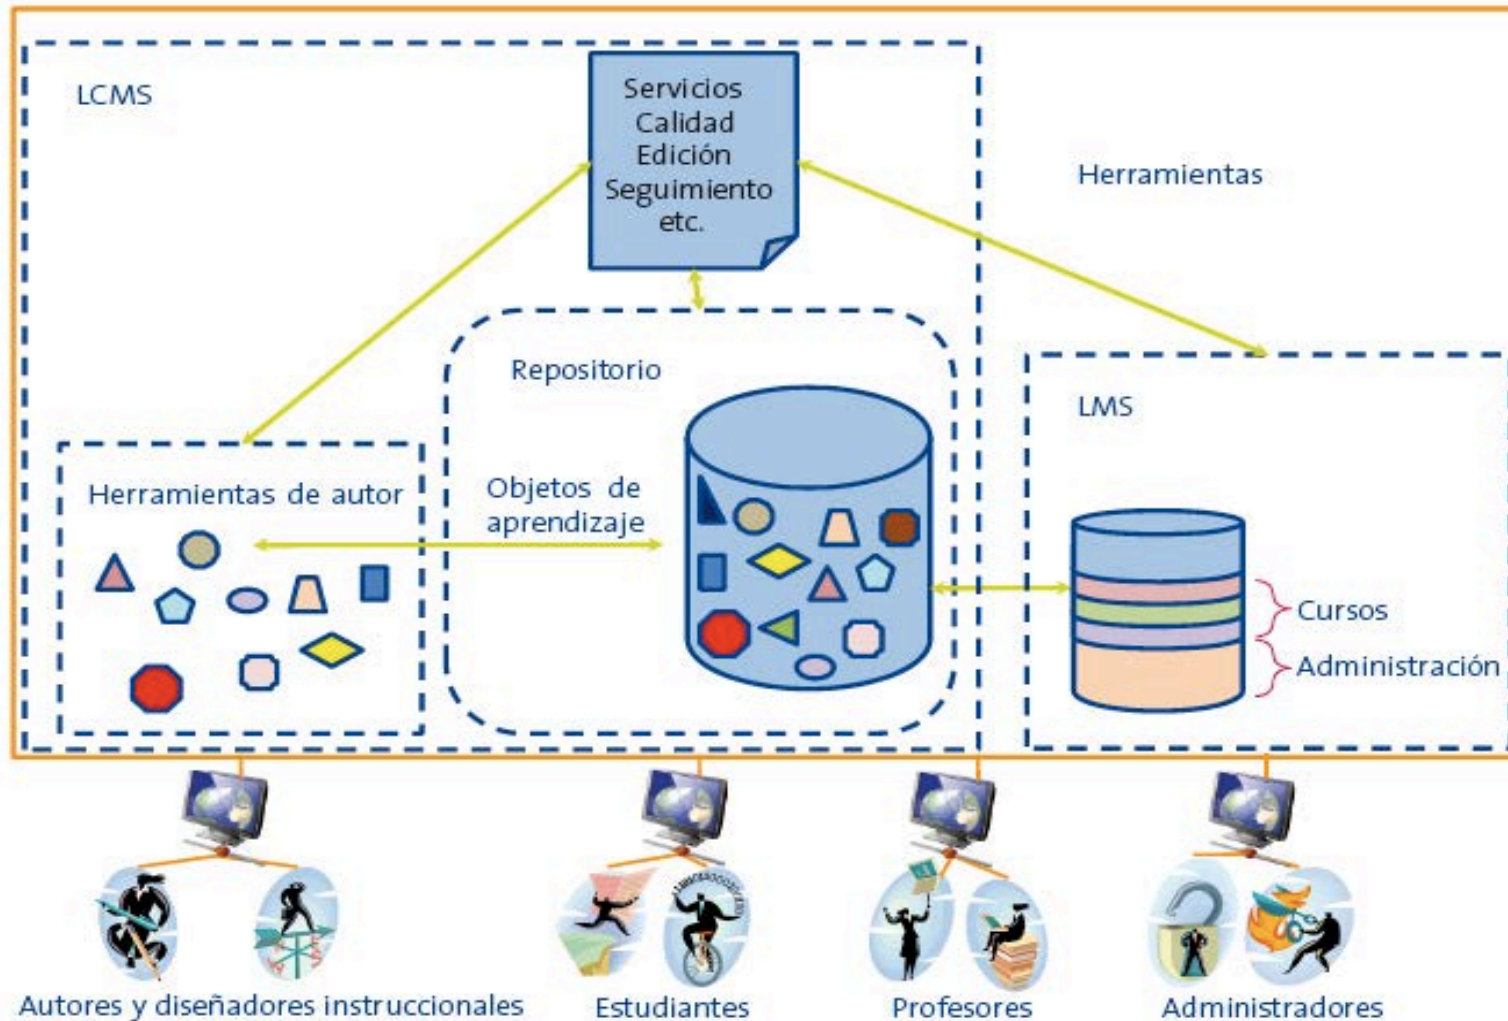 LCMS
Servicios
Calidad
Edición
Seguimiento
etc.
Herramientas
Repositorio
LMS
Herramientas de autor
Objetos de
aprendizaje
Cursos
Administración
Autores y diseñadores instruccionales
Estudiantes
Profesores
Administradores